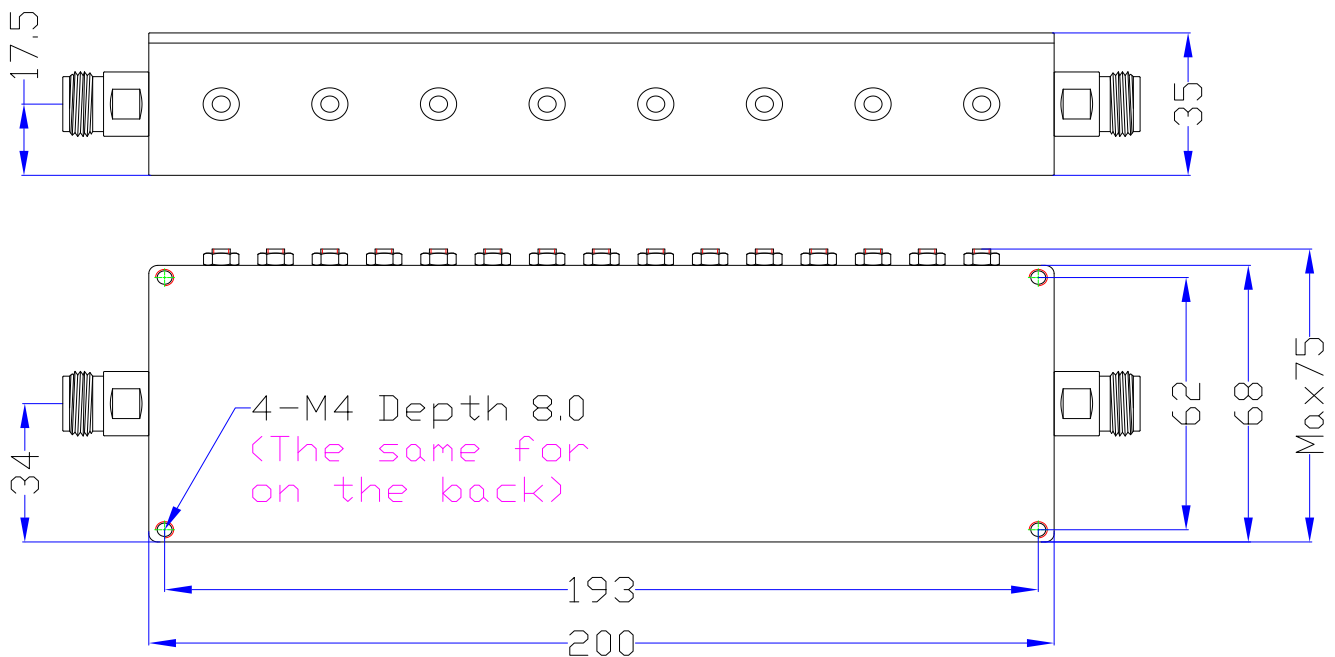 17.5
35
4-M4 Depth 8.0
(The same for
on the back)
34
62
68
Max75
193
200